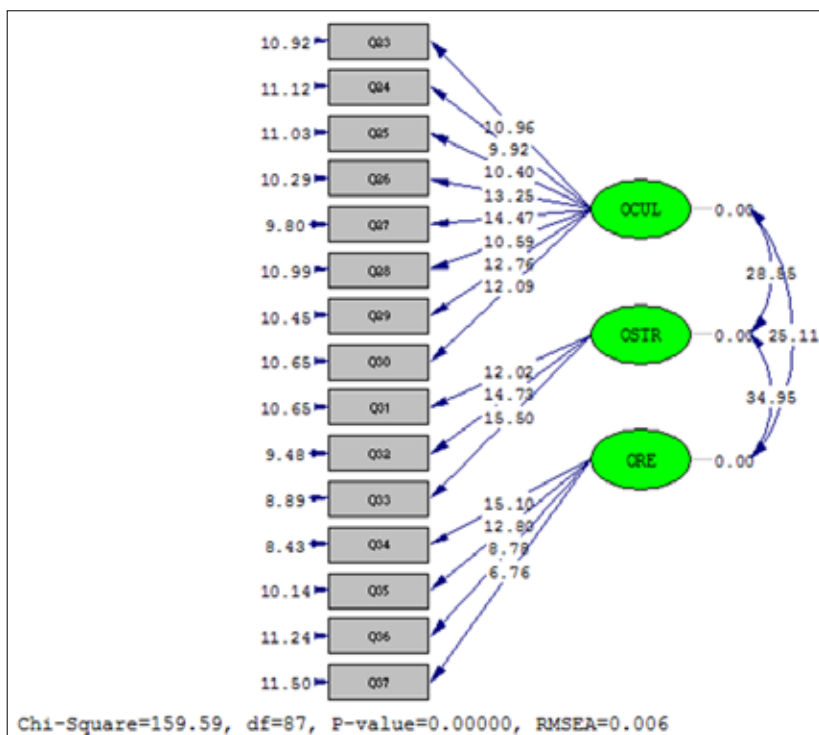 10.92 Q23
11.12 Q24
11.03 Q25
10.29 Q26
9.80 Q27
10.99 Q28
10.45 Q29
10.65 Q30
10.65 Q31
9.48 Q32
8.89 Q33
8.43 Q34
10.14 Q35
11.24 Q36
11.50 Q37
10.96
9.92
10.40
13.25
14.47
10.59
12.76
12.09
12.02
14.73
15.50
15.10
12.80
8.78
6.76
OCUL 0.00
OSTR 0.00
ORE 0.00
25.11
34.95
Chi-Square=159.59, df=87, P-value=0.00000, RMSEA=0.006